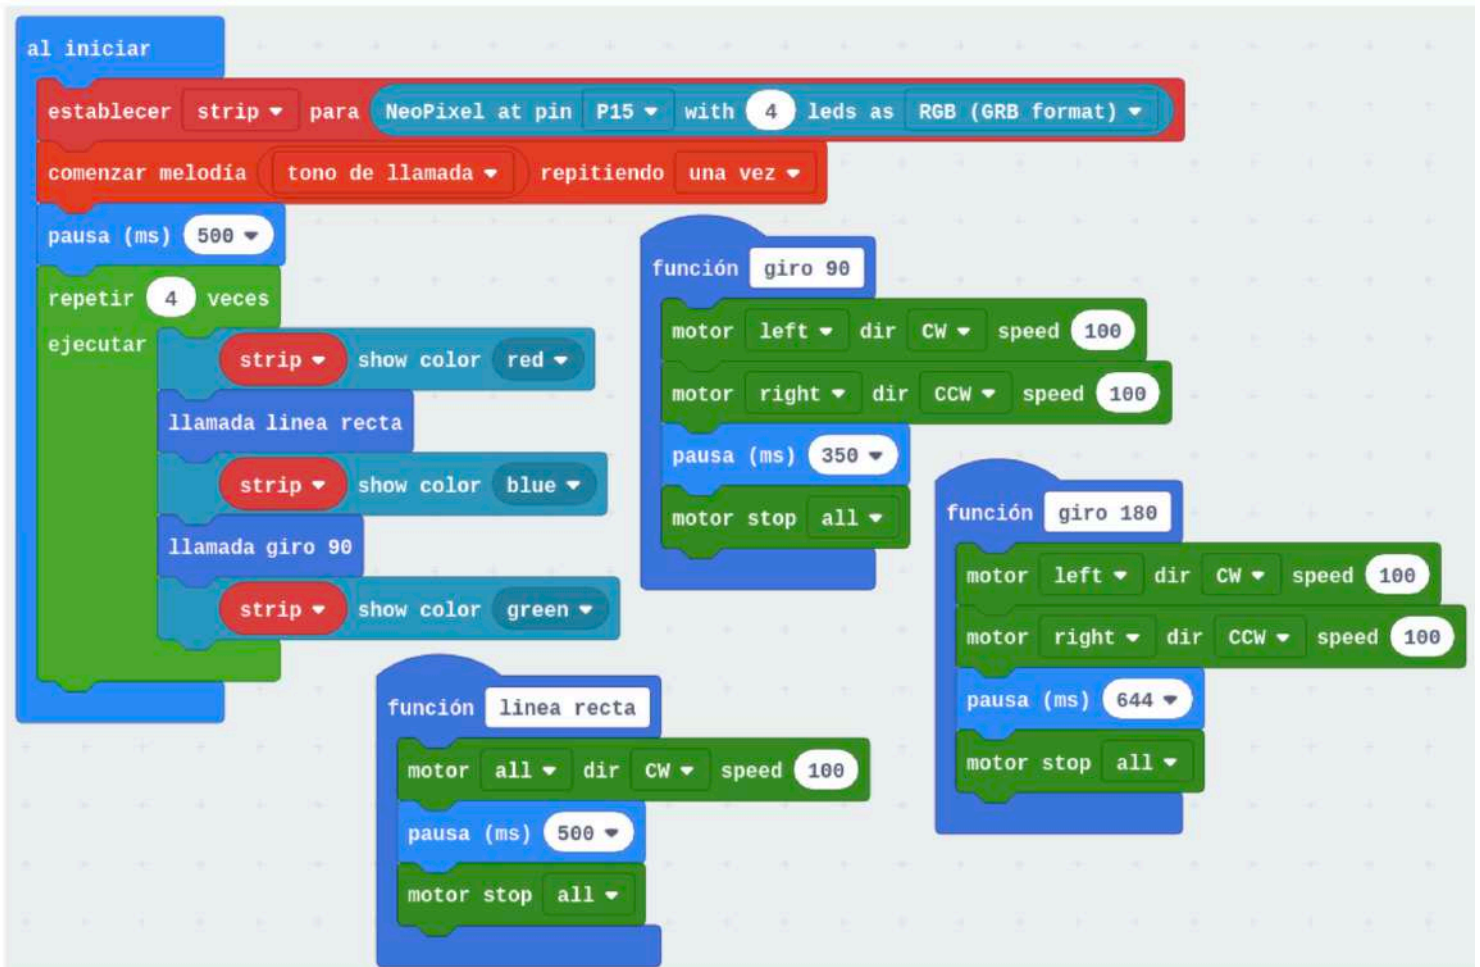 al iniciar
establecer strip para NeoPixel at pin P15 with 4 leds as RGB (GRB format)
comenzar melodía tono de llamada repitiendo una vez
pausa (ms) 500
repetir 4 veces
ejecutar
strip show color red
llamada linea recta
strip show color blue
llamada giro 90
strip show color green
función giro 90
motor left dir CW speed 100
motor right dir CCW speed 100
pausa (ms) 350
motor stop all
función giro 180
motor left dir CW speed 100
motor right dir CCW speed 100
pausa (ms) 644
motor stop all
función linea recta
motor all dir CW speed 100
pausa (ms) 500
motor stop all